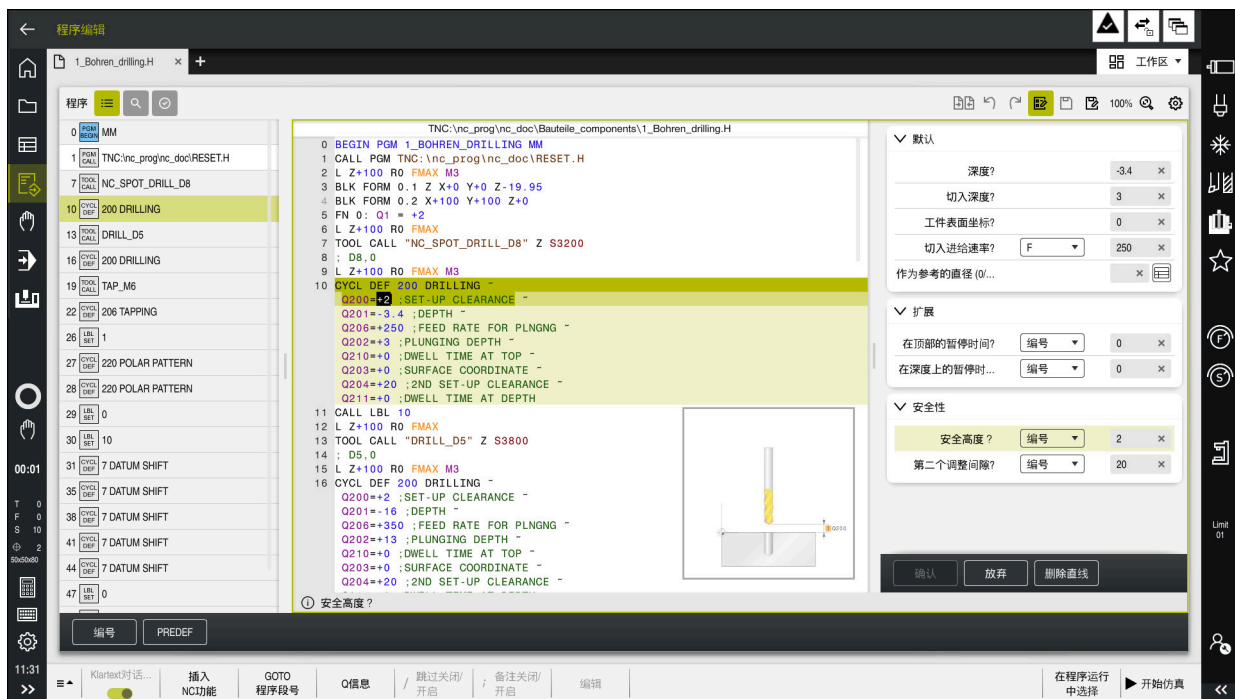 程序编辑
1_Bohren_drilling.H
工作区
程序
100%
0 PGM BEGIN MM
1 PGM CALL TNC:\nc_prog\nc_doc\RESET.H
7 TOOL CALL NC_SPOT_DRILL_D8
10 CYCL DEF 200 DRILLING
13 TOOL CALL DRILL_D5
16 CYCL DEF 200 DRILLING
19 TOOL CALL TAP_M6
22 CYCL DEF 206 TAPPING
26 LBL SET 1
27 CYCL DEF 220 POLAR PATTERN
28 CYCL DEF 220 POLAR PATTERN
29 LBL SET 0
30 LBL SET 10
31 CYCL DEF 7 DATUM SHIFT
35 CYCL DEF 7 DATUM SHIFT
38 CYCL DEF 7 DATUM SHIFT
41 CYCL DEF 7 DATUM SHIFT
44 CYCL DEF 7 DATUM SHIFT
47 LBL SET 0
TNC:\nc_prog\nc_doc\Bauteile_components\1_Bohren_drilling.H
0 BEGIN PGM 1_BOHREN_DRILLING MM
1 CALL PGM TNC:\nc_prog\nc_doc\RESET.H
2 L Z+100 R0 FMAX M3
3 BLK FORM 0.1 Z X+0 Y+0 Z-19.95
4 BLK FORM 0.2 X+100 Y+100 Z+0
5 FN 0: Q1 = +2
6 L Z+100 R0 FMAX
7 TOOL CALL "NC_SPOT_DRILL_D8" Z S3200
8 ; D8,0
9 L Z+100 R0 FMAX M3
10 CYCL DEF 200 DRILLING ~
Q200=+2 ;SET-UP CLEARANCE ~
Q201=-3.4 ;DEPTH ~
Q206=+250 ;FEED RATE FOR PLNGNG ~
Q202=+3 ;PLUNGING DEPTH ~
Q210=+0 ;DWELL TIME AT TOP ~
Q203=+0 ;SURFACE COORDINATE ~
Q204=+20 ;2ND SET-UP CLEARANCE ~
Q211=+0 ;DWELL TIME AT DEPTH
11 CALL LBL 10
12 L Z+100 R0 FMAX
13 TOOL CALL "DRILL_D5" Z S3800
14 ; D5,0
15 L Z+100 R0 FMAX M3
16 CYCL DEF 200 DRILLING ~
Q200=+2 ;SET-UP CLEARANCE ~
Q201=-16 ;DEPTH ~
Q206=+350 ;FEED RATE FOR PLNGNG ~
Q202=+13 ;PLUNGING DEPTH ~
Q210=+0 ;DWELL TIME AT TOP ~
Q203=+0 ;SURFACE COORDINATE ~
Q204=+20 ;2ND SET-UP CLEARANCE ~
Q200
安全高度？
默认
深度? -3.4
切入深度? 3
工件表面坐标? 0
切入进给速率? F 250
作为参考的直径 (0/...
扩展
在顶部的暂停时间? 编号 0
在深度上的暂停时... 编号 0
安全性
安全高度？ 编号 2
第二个调整间隙? 编号 20
确认 放弃 删除直线
编号 PREDEF
00:01
T 0
F 0
S 10
2
50x50x80
11:31
F
S
Limit
01
Klartext对话...
插入
NC功能
GOTO
程序段号
Q信息
/ 跳过关闭/
开启
; 备注关闭/
开启
编辑
在程序运行
中选择
开始仿真